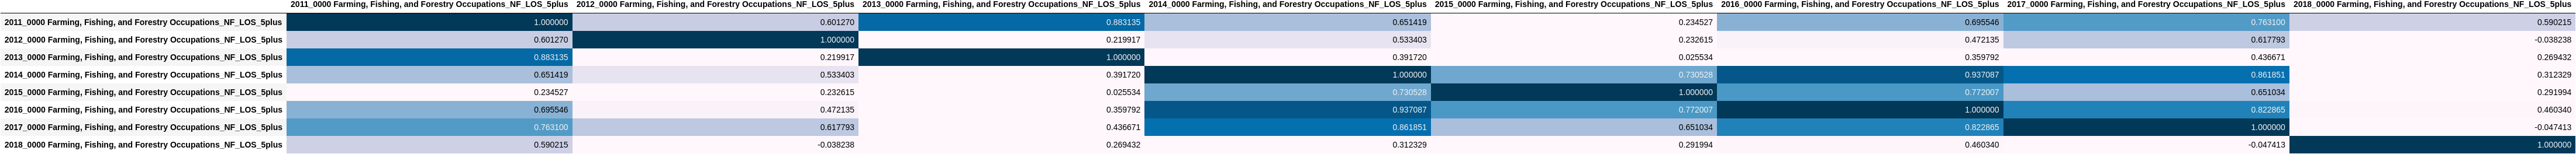 2011_0000 Farming, Fishing, and Forestry Occupations_NF_LOS_5plus 2012_0000 Farming, Fishing, and Forestry Occupations_NF_LOS_5plus 2013_0000 Farming, Fishing, and Forestry Occupations_NF_LOS_5plus 2014_0000 Farming, Fishing, and Forestry Occupations_NF_LOS_5plus 2015_0000 Farming, Fishing, and Forestry Occupations_NF_LOS_5plus 2016_0000 Farming, Fishing, and Forestry Occupations_NF_LOS_5plus 2017_0000 Farming, Fishing, and Forestry Occupations_NF_LOS_5plus 2018_0000 Farming, Fishing, and Forestry Occupations_NF_LOS_5plus
2011_0000 Farming, Fishing, and Forestry Occupations_NF_LOS_5plus 1.000000 0.601270 0.883135 0.651419 0.234527 0.695546 0.763100 0.590215
2012_0000 Farming, Fishing, and Forestry Occupations_NF_LOS_5plus 0.601270 1.000000 0.219917 0.533403 0.232615 0.472135 0.617793 -0.038238
2013_0000 Farming, Fishing, and Forestry Occupations_NF_LOS_5plus 0.883135 0.219917 1.000000 0.391720 0.025534 0.359792 0.436671 0.269432
2014_0000 Farming, Fishing, and Forestry Occupations_NF_LOS_5plus 0.651419 0.533403 0.391720 1.000000 0.730528 0.937087 0.861851 0.312329
2015_0000 Farming, Fishing, and Forestry Occupations_NF_LOS_5plus 0.234527 0.232615 0.025534 0.730528 1.000000 0.772007 0.651034 0.291994
2016_0000 Farming, Fishing, and Forestry Occupations_NF_LOS_5plus 0.695546 0.472135 0.359792 0.937087 0.772007 1.000000 0.822865 0.460340
2017_0000 Farming, Fishing, and Forestry Occupations_NF_LOS_5plus 0.763100 0.617793 0.436671 0.861851 0.651034 0.822865 1.000000 -0.047413
2018_0000 Farming, Fishing, and Forestry Occupations_NF_LOS_5plus 0.590215 -0.038238 0.269432 0.312329 0.291994 0.460340 -0.047413 1.000000